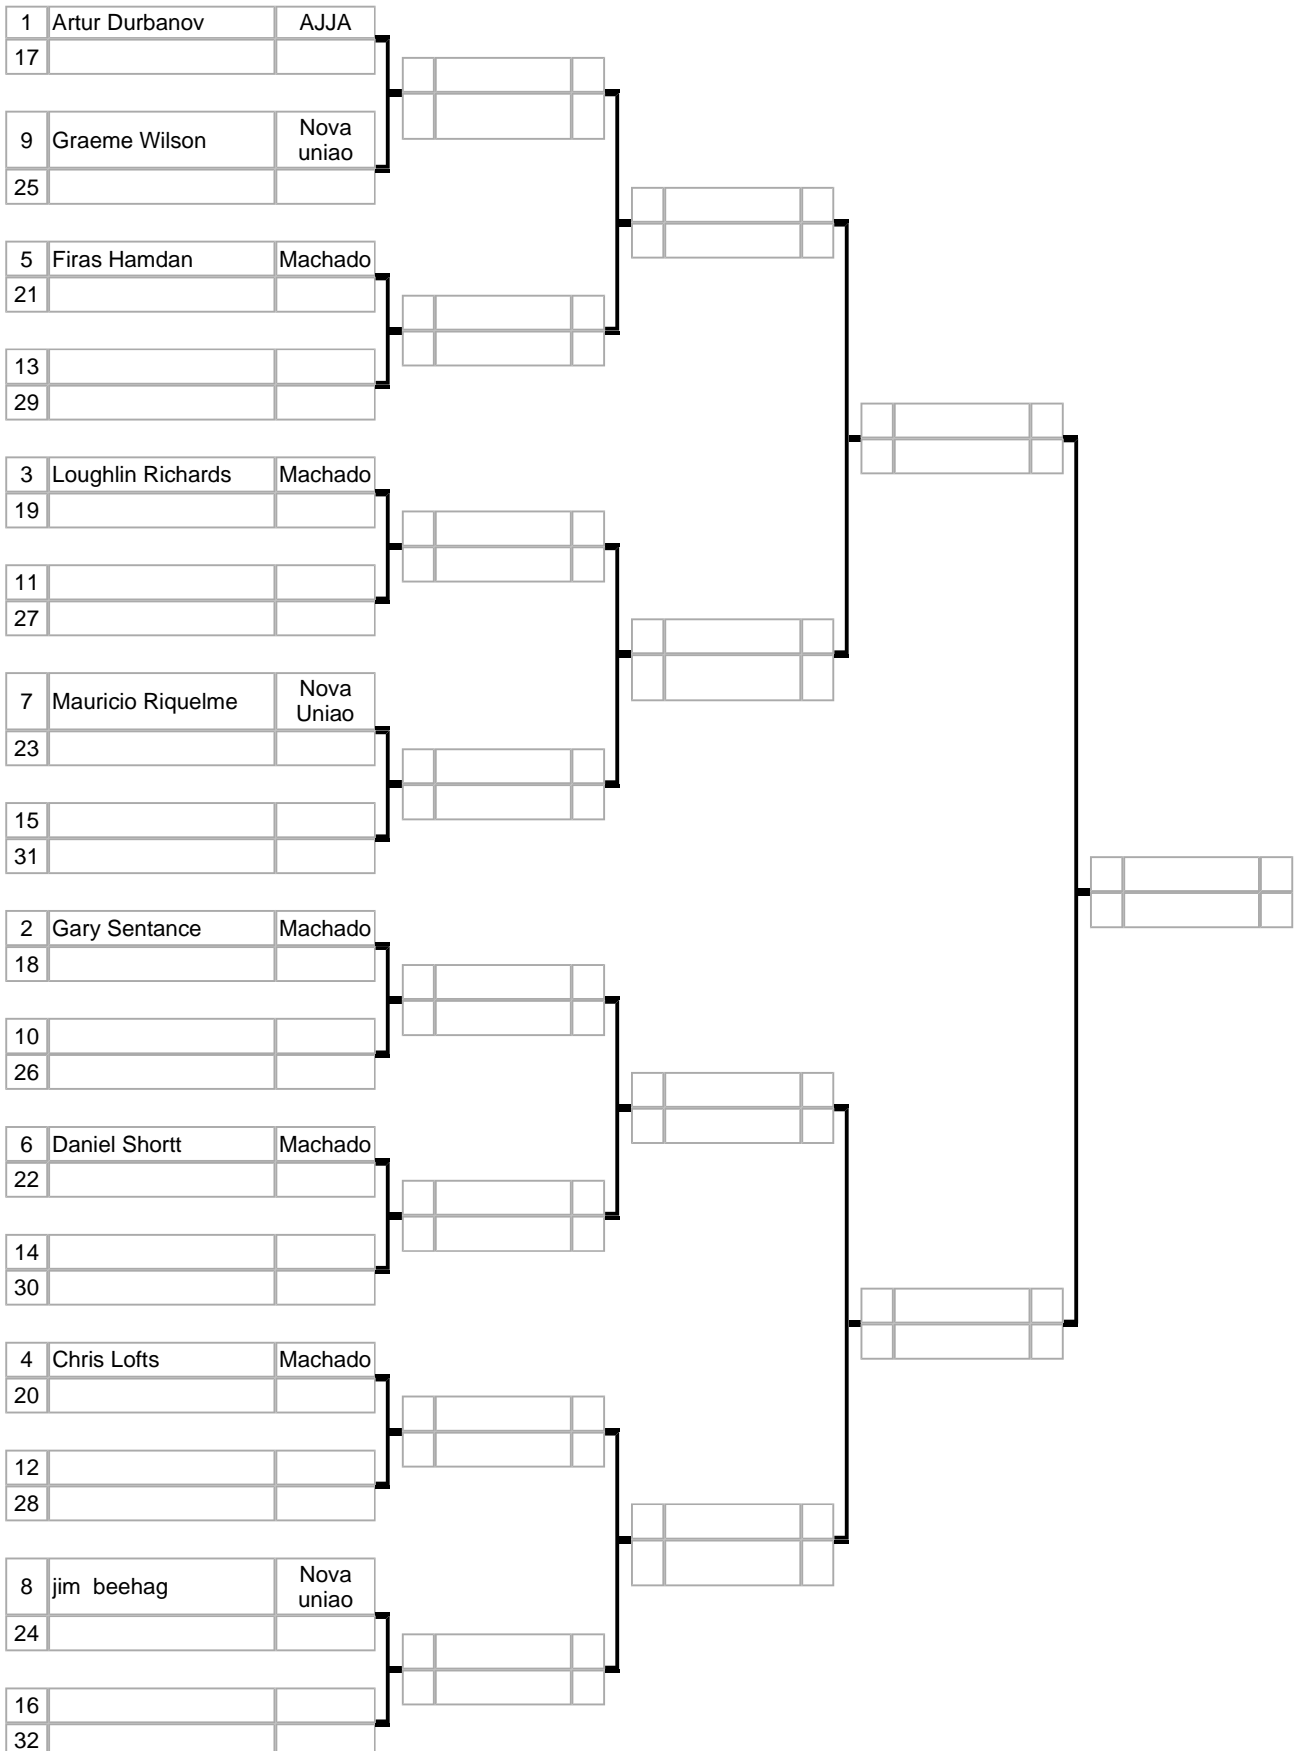 1 Artur Durbanov AJJA
17
9 Graeme Wilson Nova
uniao
25
5 Firas Hamdan Machado
21
13
29
3 Loughlin Richards Machado
19
11
27
7 Mauricio Riquelme Nova
Uniao
23
15
31
2 Gary Sentance Machado
18
10
26
6 Daniel Shortt Machado
22
14
30
4 Chris Lofts Machado
20
12
28
8 jim  beehag Nova
uniao
24
16
32